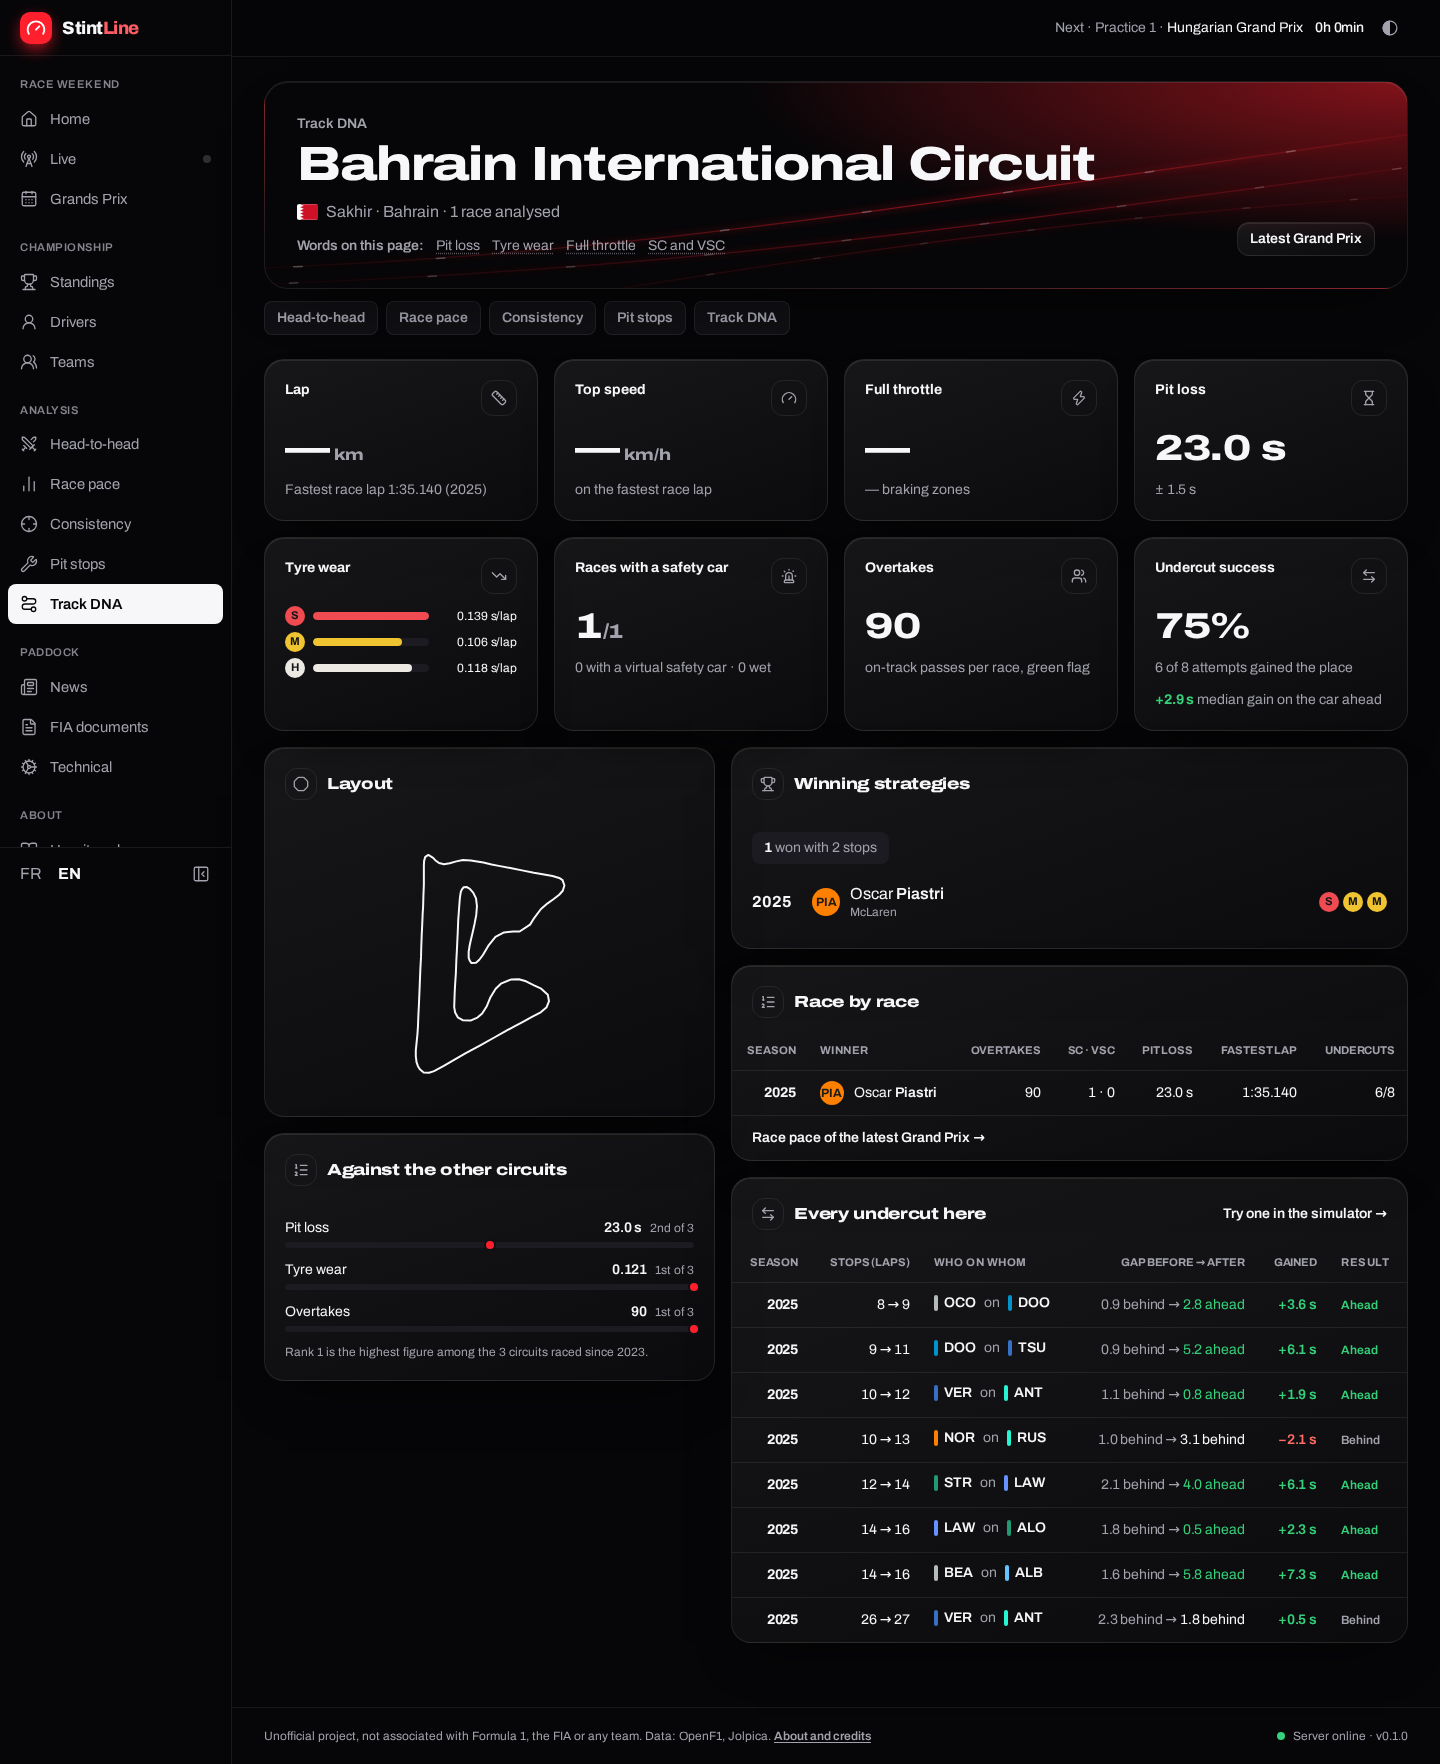 StintLine
Next · Practice 1 · Hungarian Grand Prix 0h 0min
RACE WEEKEND
Home
Live
Grands Prix
CHAMPIONSHIP
Standings
Drivers
Teams
ANALYSIS
Head-to-head
Race pace
Consistency
Pit stops
Track DNA
PADDOCK
News
FIA documents
Technical
ABOUT
FR EN
Track DNA
Bahrain International Circuit
Sakhir · Bahrain · 1 race analysed
Words on this page: Pit loss Tyre wear Full throttle SC and VSC
Latest Grand Prix
Head-to-head Race pace Consistency Pit stops Track DNA
Lap
— km
Fastest race lap 1:35.140 (2025)
Top speed
— km/h
on the fastest race lap
Full throttle
—
— braking zones
Pit loss
23.0 s
± 1.5 s
Tyre wear
S 0.139 s/lap
M 0.106 s/lap
H 0.118 s/lap
Races with a safety car
1/1
0 with a virtual safety car · 0 wet
Overtakes
90
on-track passes per race, green flag
Undercut success
75%
6 of 8 attempts gained the place
+2.9 s median gain on the car ahead
Layout
Against the other circuits
Pit loss 23.0 s 2nd of 3
Tyre wear 0.121 1st of 3
Overtakes 90 1st of 3
Rank 1 is the highest figure among the 3 circuits raced since 2023.
Winning strategies
1 won with 2 stops
2025 PIA Oscar Piastri S M M
McLaren
Race by race
SEASON WINNER OVERTAKES SC · VSC PIT LOSS FASTEST LAP UNDERCUTS
2025 PIA Oscar Piastri 90 1 · 0 23.0 s 1:35.140 6/8
Race pace of the latest Grand Prix →
Every undercut here Try one in the simulator →
SEASON STOPS (LAPS) WHO ON WHOM GAP BEFORE → AFTER GAINED RESULT
2025 8 → 9 OCO on DOO 0.9 behind → 2.8 ahead +3.6 s Ahead
2025 9 → 11 DOO on TSU 0.9 behind → 5.2 ahead +6.1 s Ahead
2025 10 → 12 VER on ANT 1.1 behind → 0.8 ahead +1.9 s Ahead
2025 10 → 13 NOR on RUS 1.0 behind → 3.1 behind −2.1 s Behind
2025 12 → 14 STR on LAW 2.1 behind → 4.0 ahead +6.1 s Ahead
2025 14 → 16 LAW on ALO 1.8 behind → 0.5 ahead +2.3 s Ahead
2025 14 → 16 BEA on ALB 1.6 behind → 5.8 ahead +7.3 s Ahead
2025 26 → 27 VER on ANT 2.3 behind → 1.8 behind +0.5 s Behind
Unofficial project, not associated with Formula 1, the FIA or any team. Data: OpenF1, Jolpica. About and credits
Server online · v0.1.0